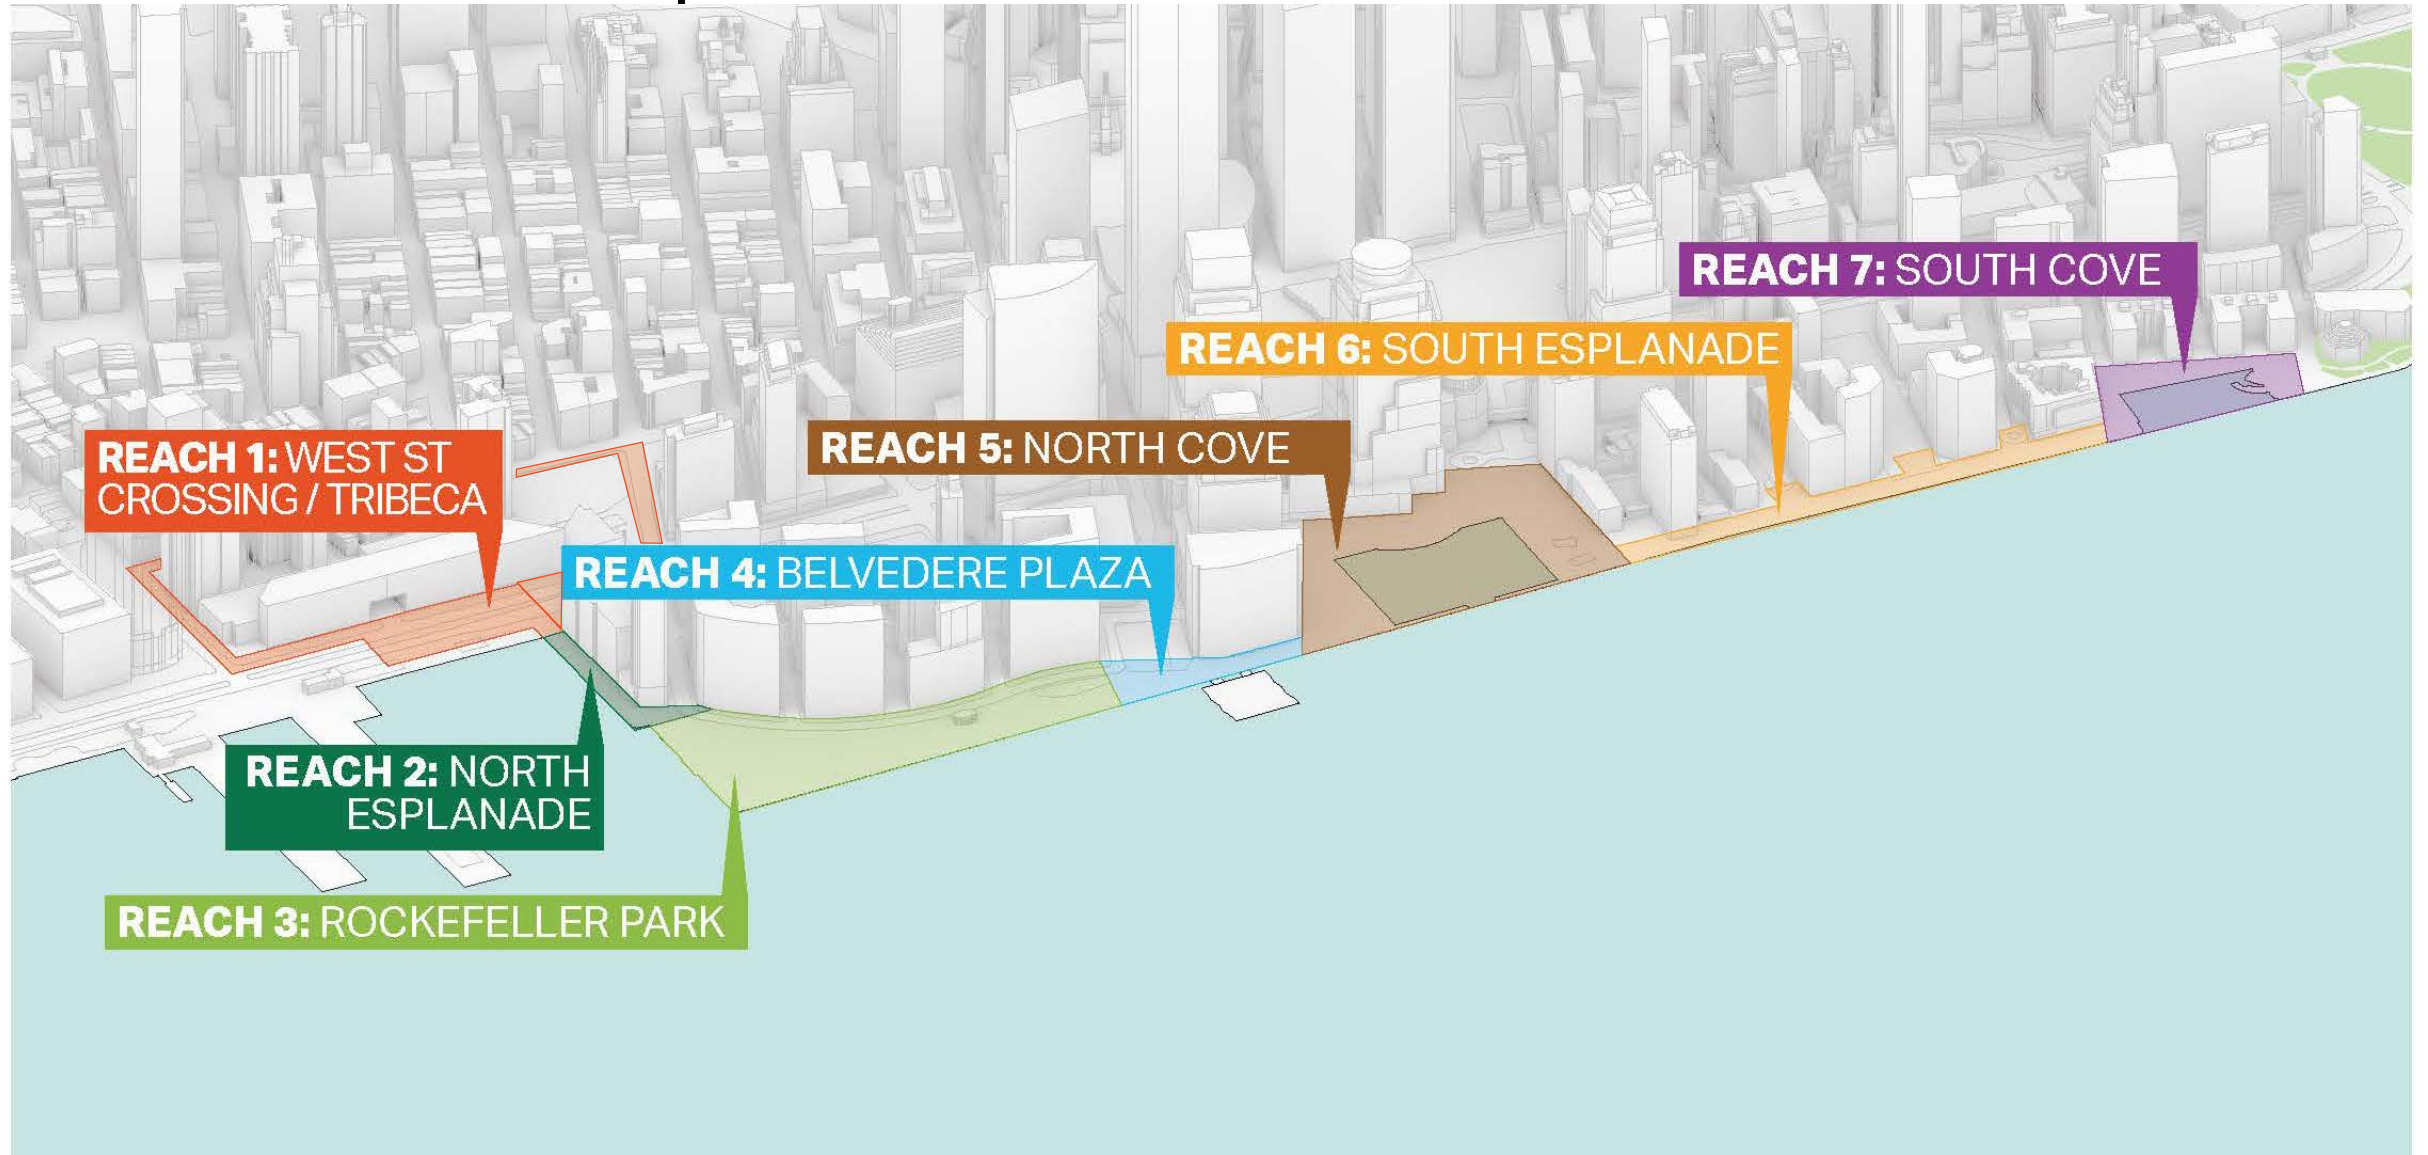 REACH 7: SOUTH COVE
REACH 6: SOUTH ESPLANADE
REACH 5: NORTH COVE
REACH 1: WEST ST
CROSSING / TRIBECA
REACH 4: BELVEDERE PLAZA
REACH 2: NORTH
ESPLANADE
REACH 3: ROCKEFELLER PARK